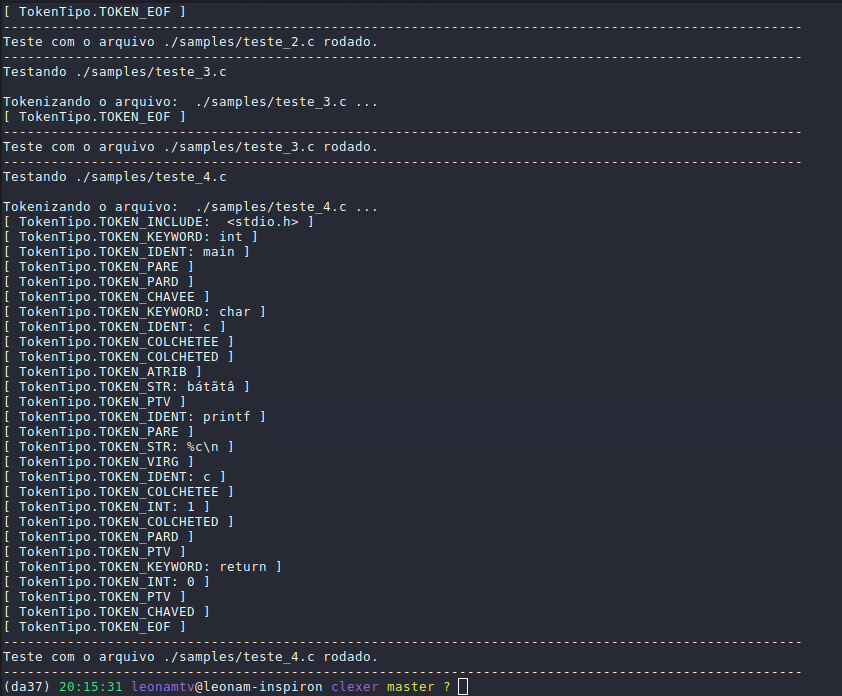 [ TokenTipo.TOKEN_EOF ]
----------------------------------------------------------------------------------------------------
Teste com o arquivo ./samples/teste_2.c rodado.
----------------------------------------------------------------------------------------------------
Testando ./samples/teste_3.c
Tokenizando o arquivo:  ./samples/teste_3.c ...
[ TokenTipo.TOKEN_EOF ]
----------------------------------------------------------------------------------------------------
Teste com o arquivo ./samples/teste_3.c rodado.
----------------------------------------------------------------------------------------------------
Testando ./samples/teste_4.c
Tokenizando o arquivo:  ./samples/teste_4.c ...
[ TokenTipo.TOKEN_INCLUDE:  <stdio.h> ]
[ TokenTipo.TOKEN_KEYWORD: int ]
[ TokenTipo.TOKEN_IDENT: main ]
[ TokenTipo.TOKEN_PARE ]
[ TokenTipo.TOKEN_PARD ]
[ TokenTipo.TOKEN_CHAVEE ]
[ TokenTipo.TOKEN_KEYWORD: char ]
[ TokenTipo.TOKEN_IDENT: c ]
[ TokenTipo.TOKEN_COLCHETEE ]
[ TokenTipo.TOKEN_COLCHETED ]
[ TokenTipo.TOKEN_ATRIB ]
[ TokenTipo.TOKEN_STR: bátãtâ ]
[ TokenTipo.TOKEN_PTV ]
[ TokenTipo.TOKEN_IDENT: printf ]
[ TokenTipo.TOKEN_PARE ]
[ TokenTipo.TOKEN_STR: %c\n ]
[ TokenTipo.TOKEN_VIRG ]
[ TokenTipo.TOKEN_IDENT: c ]
[ TokenTipo.TOKEN_COLCHETEE ]
[ TokenTipo.TOKEN_INT: 1 ]
[ TokenTipo.TOKEN_COLCHETED ]
[ TokenTipo.TOKEN_PARD ]
[ TokenTipo.TOKEN_PTV ]
[ TokenTipo.TOKEN_KEYWORD: return ]
[ TokenTipo.TOKEN_INT: 0 ]
[ TokenTipo.TOKEN_PTV ]
[ TokenTipo.TOKEN_CHAVED ]
[ TokenTipo.TOKEN_EOF ]
----------------------------------------------------------------------------------------------------
Teste com o arquivo ./samples/teste_4.c rodado.
----------------------------------------------------------------------------------------------------
(da37) 20:15:31 leonamtv@leonam-inspiron clexer master ?
Build from source